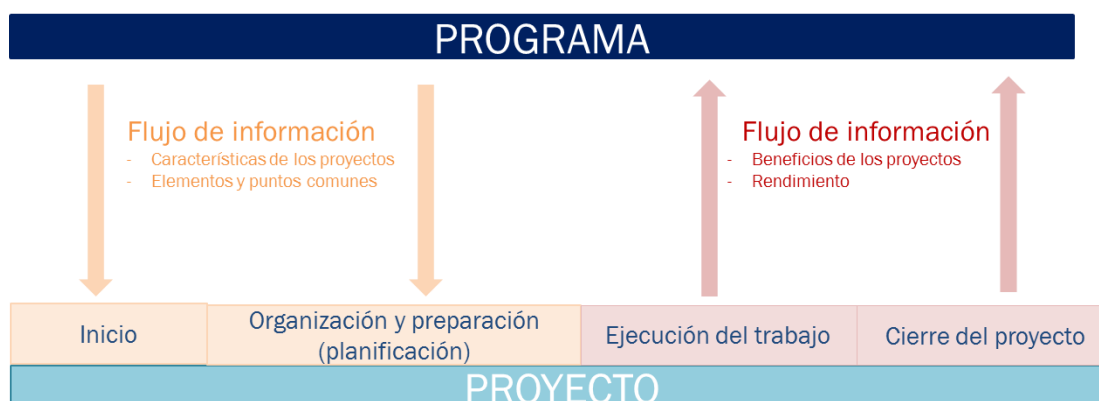 PROGRAMA
Flujo de información
- Características de los proyectos
- Elementos y puntos comunes
Flujo de información
- Beneficios de los proyectos
- Rendimiento
Inicio
Organización y preparación
(planificación)
Ejecución del trabajo
Cierre del proyecto
PROYECTO